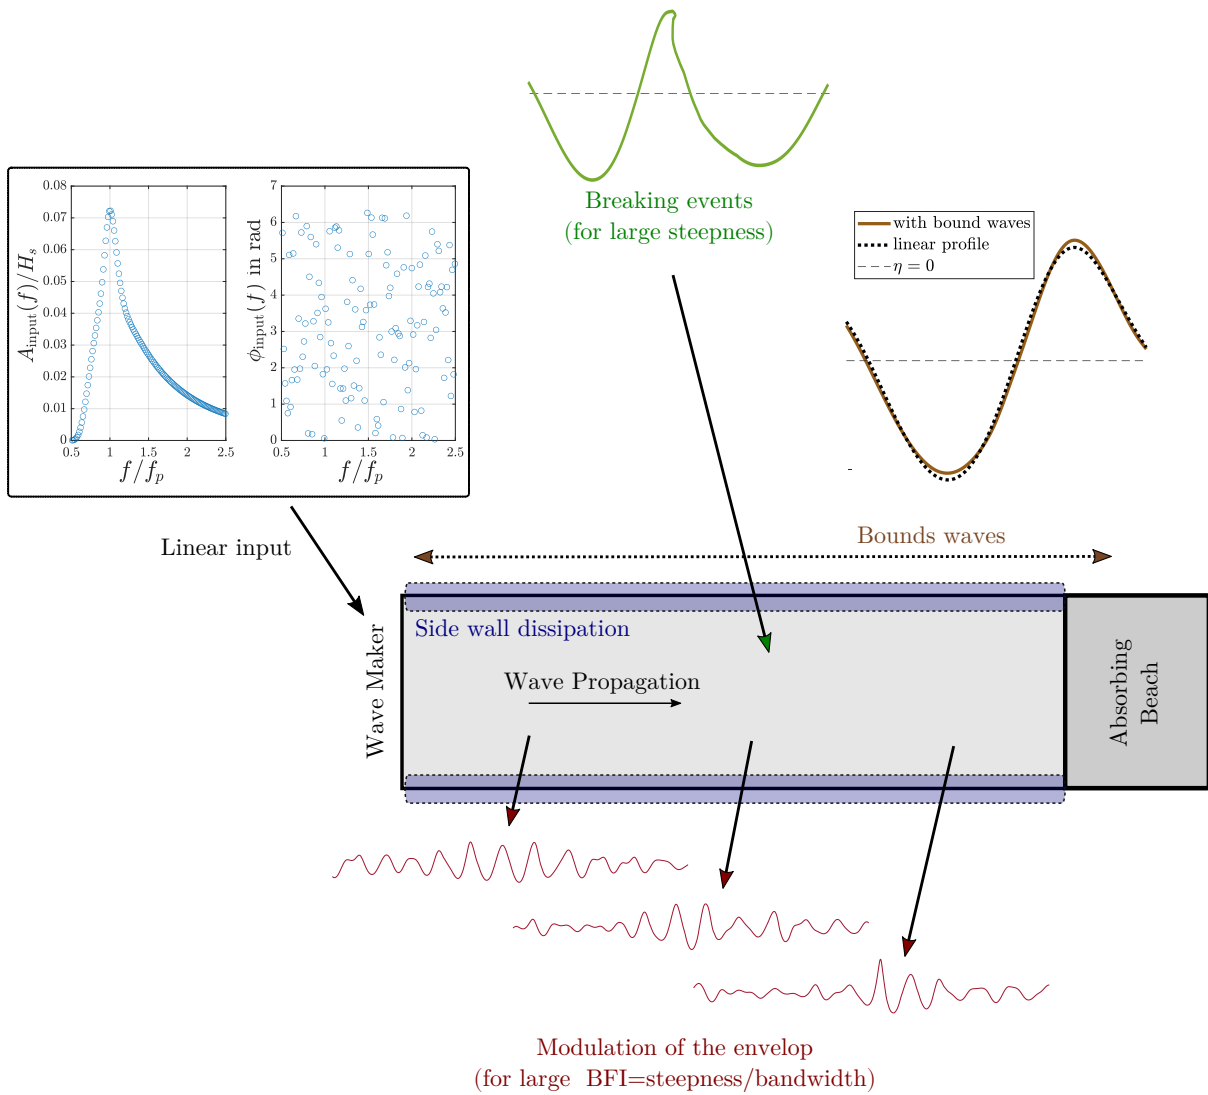 Breaking events
(for large steepness)
with bound waves
linear profile
η = 0
0.08
0.07
0.06
0.05
0.04
0.03
0.02
0.01
0
A_input(f)/H_s
0.5 1 1.5 2 2.5
f/f_p
7
6
5
4
3
2
1
0
ϕ_input(f) in rad
0.5 1 1.5 2 2.5
f/f_p
Linear input
Bounds waves
Wave Maker
Side wall dissipation
Wave Propagation
Absorbing
Beach
Modulation of the envelop
(for large BFI=steepness/bandwidth)